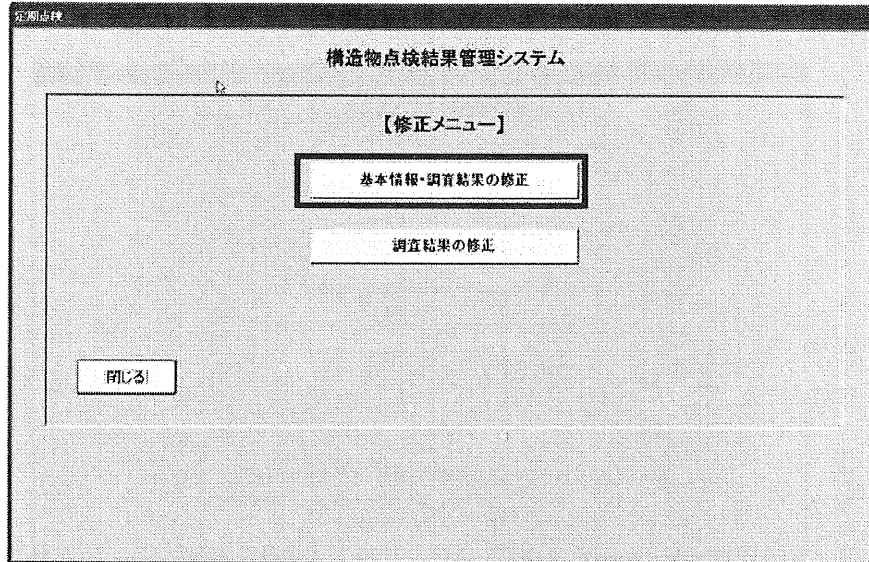 定期点検
構造物点検結果管理システム
【修正メニュー】
基本情報・調査結果の修正
調査結果の修正
閉じる